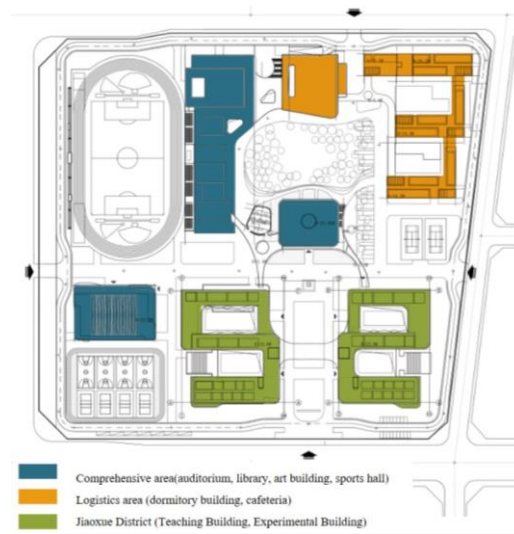 Comprehensive area(auditorium, library, art building, sports hall)
Logistics area (dormitory building, cafeteria)
Jiaoxue District (Teaching Building, Experimental Building)